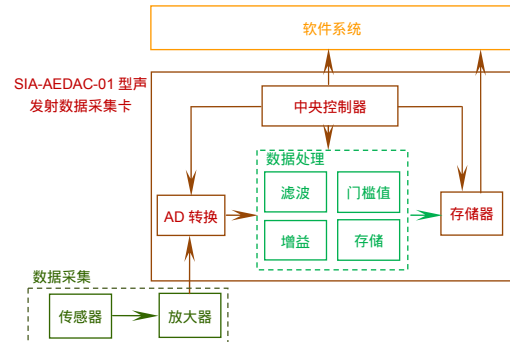 软件系统
SIA-AEDAC-01 型声
发射数据采集卡
中央控制器
数据处理
滤波
门槛值
AD 转换
存储器
增益
存储
数据采集
传感器
放大器